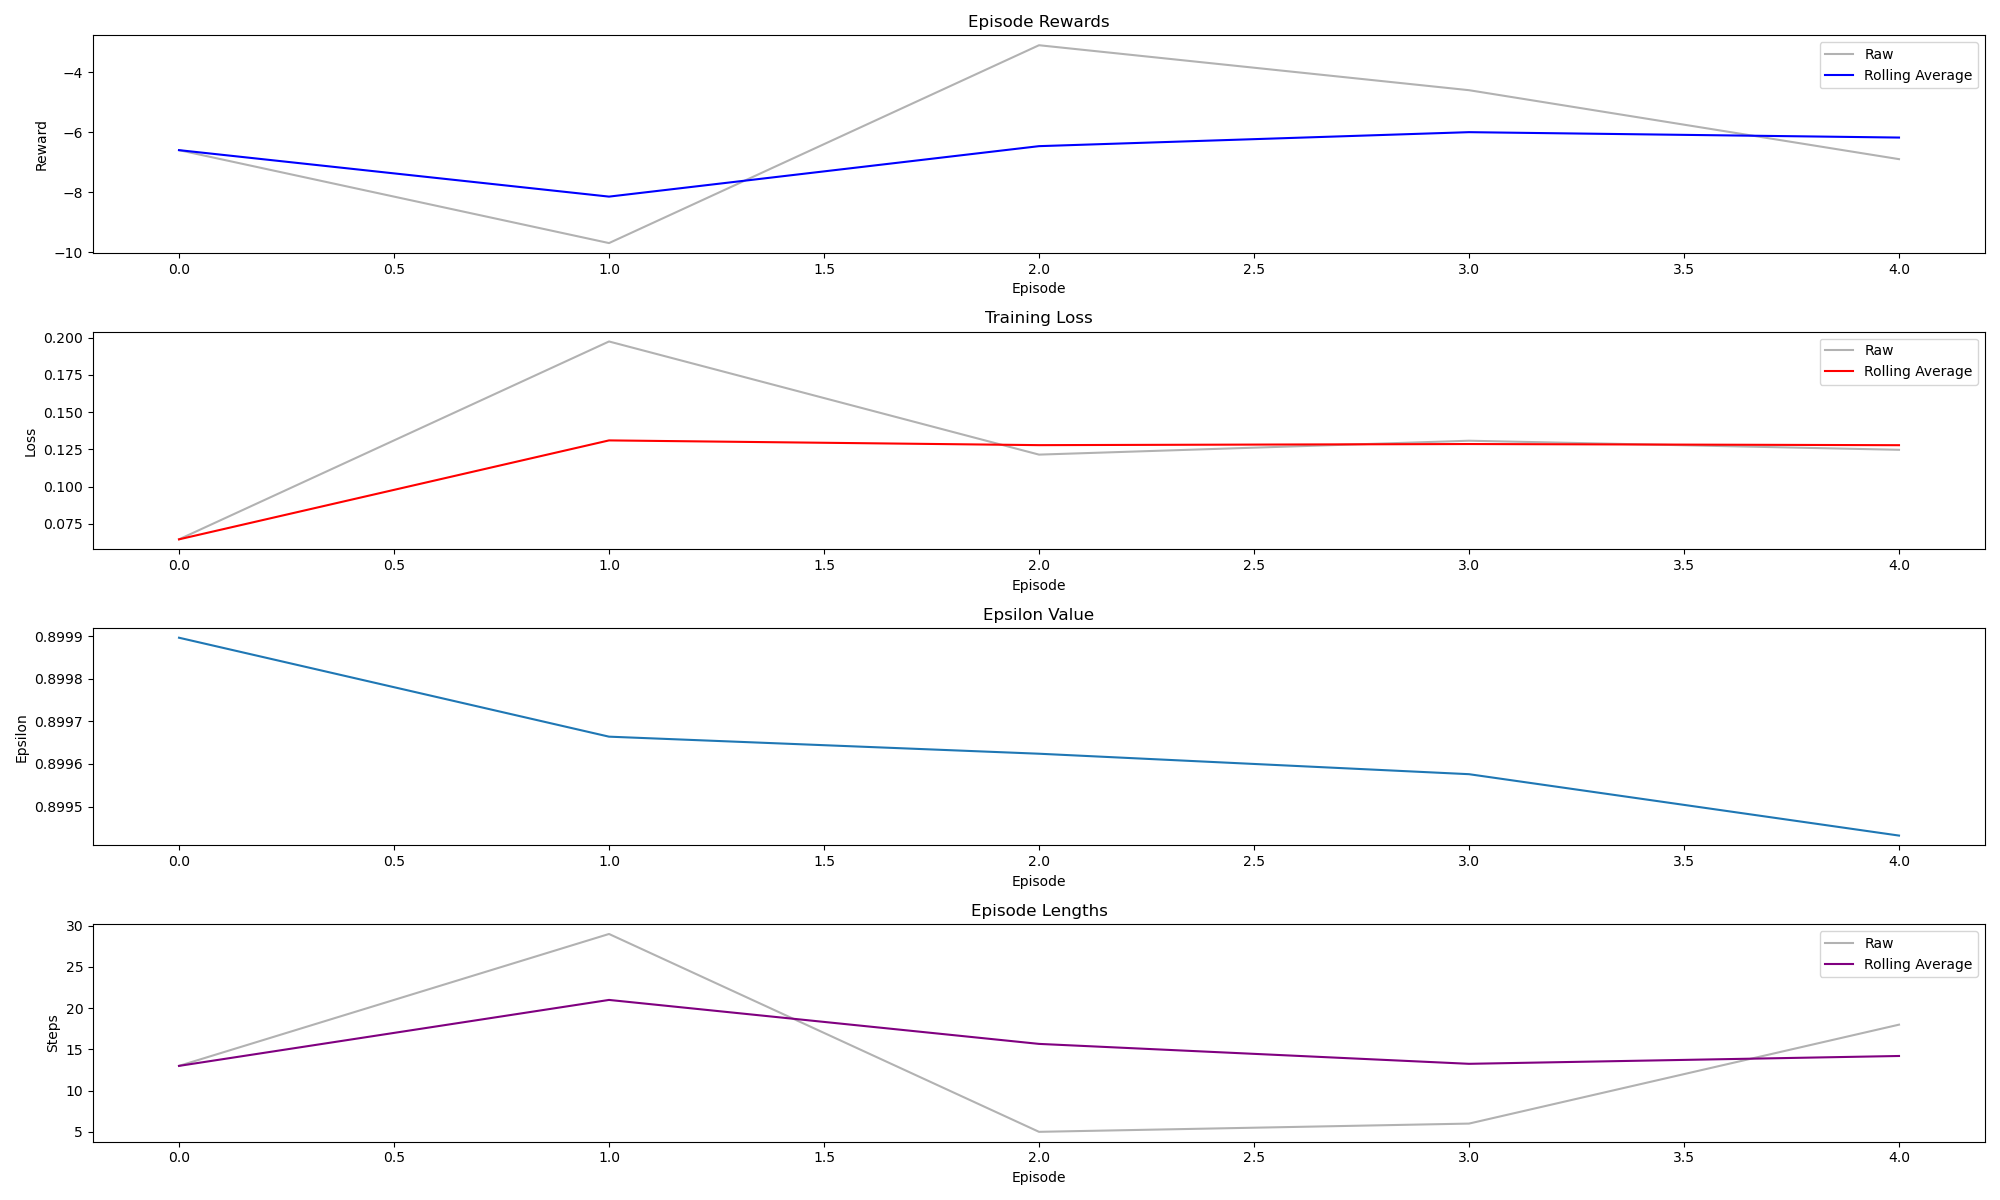 Episode Rewards
Raw
Rolling Average
Reward
−4
−6
−8
−10
0.0 0.5 1.0 1.5 2.0 2.5 3.0 3.5 4.0
Episode
Training Loss
Raw
Rolling Average
Loss
0.200
0.175
0.150
0.125
0.100
0.075
0.0 0.5 1.0 1.5 2.0 2.5 3.0 3.5 4.0
Episode
Epsilon Value
Epsilon
0.8999
0.8998
0.8997
0.8996
0.8995
0.0 0.5 1.0 1.5 2.0 2.5 3.0 3.5 4.0
Episode
Episode Lengths
Raw
Rolling Average
Steps
30
25
20
15
10
5
0.0 0.5 1.0 1.5 2.0 2.5 3.0 3.5 4.0
Episode